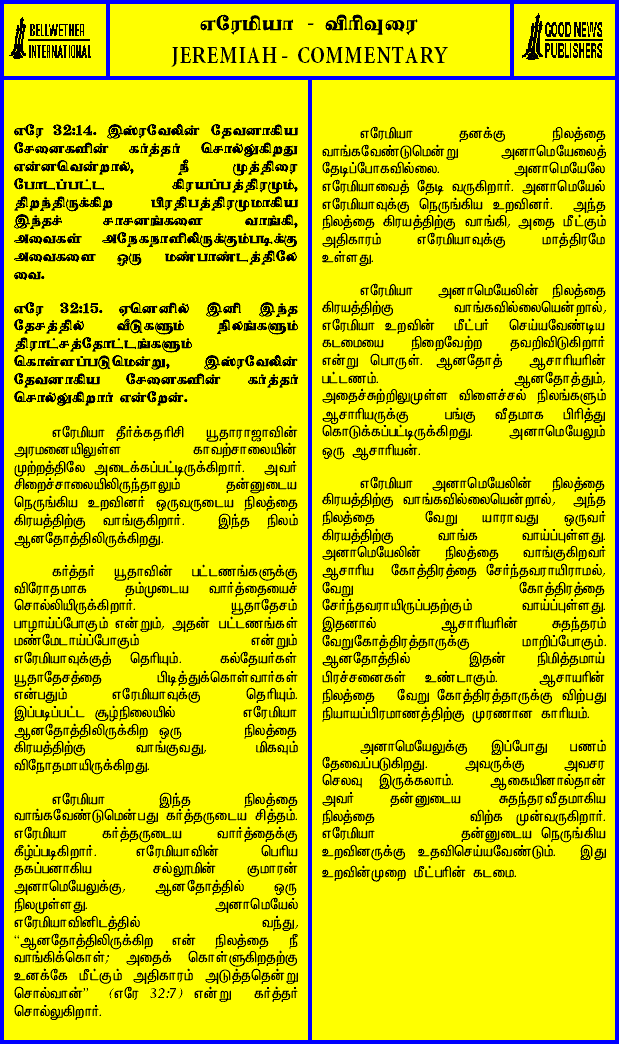 BELLWETHER
INTERNATIONAL
எரேமியா - விரிவுரை
JEREMIAH - COMMENTARY
GOOD NEWS
PUBLISHERS
எரே 32:14. இஸ்ரவேலின் தேவனாகிய
சேனைகளின் கர்த்தர் சொல்லுகிறது
என்னவென்றால், நீ முத்திரை
போடப்பட்ட கிரயப்பத்திரமும்,
திறந்திருக்கிற பிரதிபத்திரமுமாகிய
இந்தச் சாசனங்களை வாங்கி,
அவைகள் அநேகநாளிலிருக்கும்படிக்கு
அவைகளை ஒரு மண்பாண்டத்திலே
வை.
எரே 32:15. ஏனெனில் இனி இந்த
தேசத்தில் வீடுகளும் நிலங்களும்
திராட்சத்தோட்டங்களும்
கொள்ளப்படுமென்று, இஸ்ரவேலின்
தேவனாகிய சேனைகளின் கர்த்தர்
சொல்லுகிறார் என்றேன்.
எரேமியா தீர்க்கதரிசி யூதாராஜாவின்
அரமனையிலுள்ள காவற்சாலையின்
முற்றத்திலே அடைக்கப்பட்டிருக்கிறார். அவர்
சிறைச்சாலையிலிருந்தாலும் தன்னுடைய
நெருங்கிய உறவினர் ஒருவருடைய நிலத்தை
கிரயத்திற்கு வாங்குகிறார். இந்த நிலம்
ஆனதோத்திலிருக்கிறது.
கர்த்தர் யூதாவின் பட்டணங்களுக்கு
விரோதமாக தம்முடைய வார்த்தையைச்
சொல்லியிருக்கிறார். யூதாதேசம்
பாழாய்ப்போகும் என்றும், அதன் பட்டணங்கள்
மண்மேடாய்ப்போகும் என்றும்
எரேமியாவுக்குத் தெரியும். கல்தேயர்கள்
யூதாதேசத்தை பிடித்துக்கொள்வார்கள்
என்பதும் எரேமியாவுக்கு தெரியும்.
இப்படிப்பட்ட சூழ்நிலையில் எரேமியா
ஆனதோத்திலிருக்கிற ஒரு நிலத்தை
கிரயத்திற்கு வாங்குவது, மிகவும்
விநோதமாயிருக்கிறது.
எரேமியா இந்த நிலத்தை
வாங்கவேண்டுமென்பது கர்த்தருடைய சித்தம்.
எரேமியா கர்த்தருடைய வார்த்தைக்கு
கீழ்ப்படிகிறார். எரேமியாவின் பெரிய
தகப்பனாகிய சல்லூமின் குமாரன்
அனாமெயேலுக்கு, ஆனதோத்தில் ஒரு
நிலமுள்ளது. அனாமெயேல்
எரேமியாவினிடத்தில் வந்து,
“ஆனதோத்திலிருக்கிற என் நிலத்தை நீ
வாங்கிக்கொள்; அதைக் கொள்ளுகிறதற்கு
உனக்கே மீட்கும் அதிகாரம் அடுத்ததென்று
சொல்வான்” (எரே 32:7) என்று கர்த்தர்
சொல்லுகிறார்.
எரேமியா தனக்கு நிலத்தை
வாங்கவேண்டுமென்று அனாமெயேலைத்
தேடிப்போகவில்லை. அனாமெயேலே
எரேமியாவைத் தேடி வருகிறார். அனாமெயேல்
எரேமியாவுக்கு நெருங்கிய உறவினர். அந்த
நிலத்தை கிரயத்திற்கு வாங்கி, அதை மீட்கும்
அதிகாரம் எரேமியாவுக்கு மாத்திரமே
உள்ளது.
எரேமியா அனாமெயேலின் நிலத்தை
கிரயத்திற்கு வாங்கவில்லையென்றால்,
எரேமியா உறவின் மீட்பர் செய்யவேண்டிய
கடமையை நிறைவேற்ற தவறிவிடுகிறார்
என்று பொருள். ஆனதோத் ஆசாரியரின்
பட்டணம். ஆனதோத்தும்,
அதைச்சுற்றிலுமுள்ள விளைச்சல் நிலங்களும்
ஆசாரியருக்கு பங்கு வீதமாக பிரித்து
கொடுக்கப்பட்டிருக்கிறது. அனாமெயேலும்
ஒரு ஆசாரியன்.
எரேமியா அனாமெயேலின் நிலத்தை
கிரயத்திற்கு வாங்கவில்லையென்றால், அந்த
நிலத்தை வேறு யாராவது ஒருவர்
கிரயத்திற்கு வாங்க வாய்ப்புள்ளது.
அனாமெயேலின் நிலத்தை வாங்குகிறவர்
ஆசாரிய கோத்திரத்தை சேர்ந்தவராயிராமல்,
வேறு கோத்திரத்தை
சேர்ந்தவராயிருப்பதற்கும் வாய்ப்புள்ளது.
இதனால் ஆசாரியரின் சுதந்தரம்
வேறுகோத்திரத்தாருக்கு மாறிப்போகும்.
ஆனதோத்தில் இதன் நிமித்தமாய்
பிரச்சனைகள் உண்டாகும். ஆசாயரின்
நிலத்தை வேறு கோத்திரத்தாருக்கு விற்பது
நியாயப்பிரமாணத்திற்கு முரணான காரியம்.
அனாமெயேலுக்கு இப்போது பணம்
தேவைப்படுகிறது. அவருக்கு அவசர
செலவு இருக்கலாம். ஆகையினால்தான்
அவர் தன்னுடைய சுதந்தரவீதமாகிய
நிலத்தை விற்க முன்வருகிறார்.
எரேமியா தன்னுடைய நெருங்கிய
உறவினருக்கு உதவிசெய்யவேண்டும். இது
உறவின்முறை மீட்பரின் கடமை.